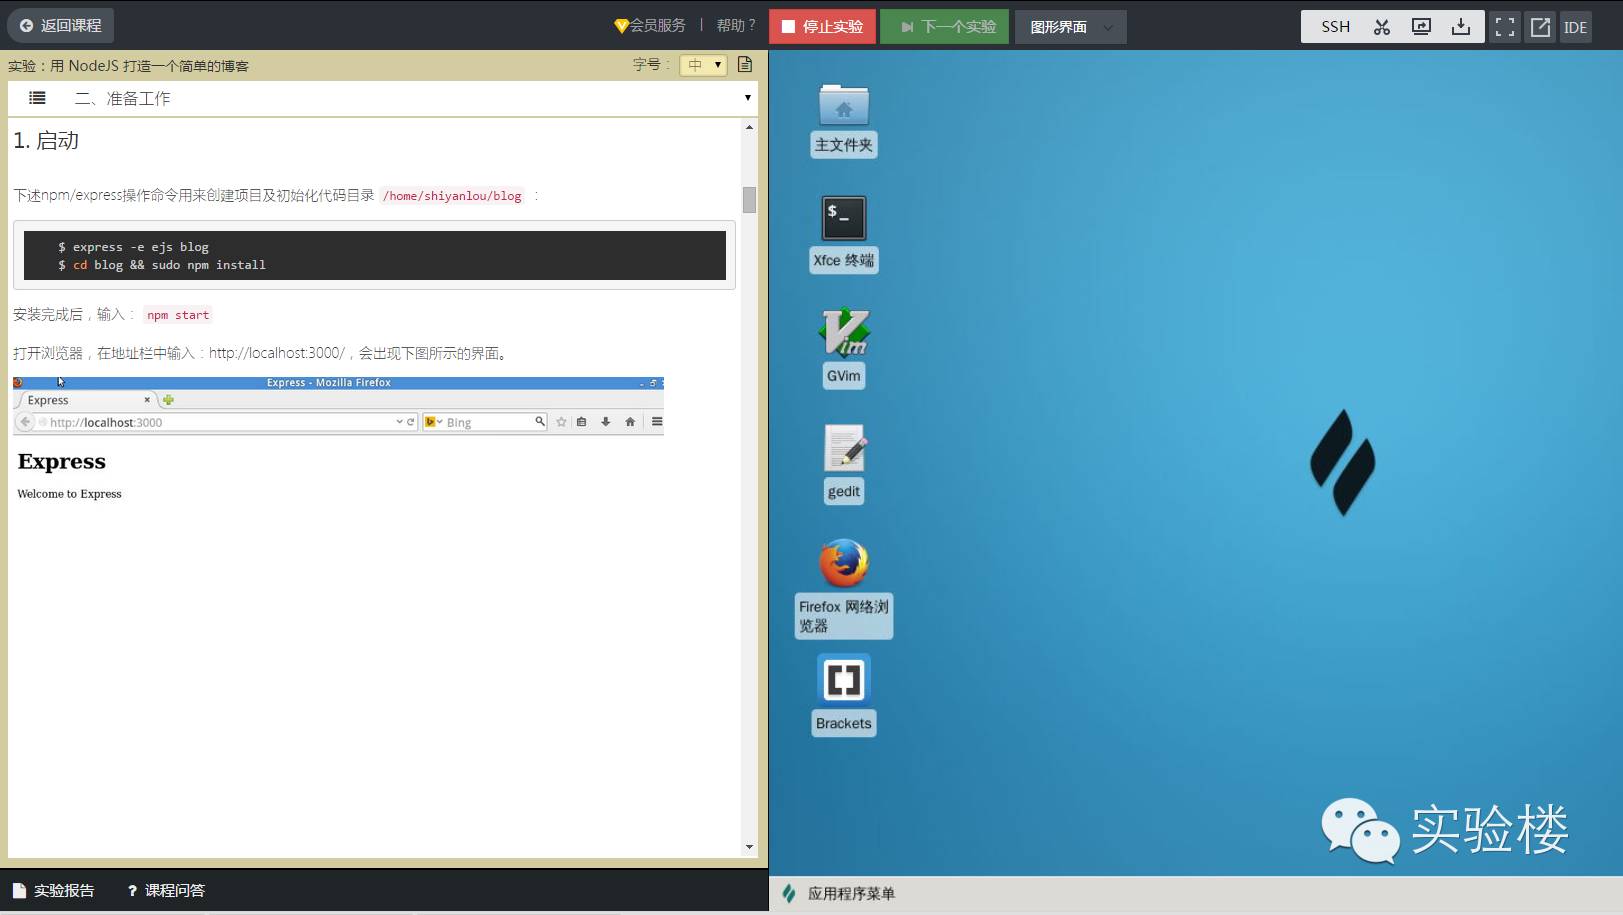 返回课程
会员服务 | 帮助 ?
停止实验
下一个实验
图形界面
SSH
IDE
实验：用 NodeJS 打造一个简单的博客
字号：
中
二、准备工作
1. 启动
下述npm/express操作命令用来创建项目及初始化代码目录 /home/shiyanlou/blog ：
$ express -e ejs blog
$ cd blog && sudo npm install
安装完成后，输入： npm start
打开浏览器，在地址栏中输入：http://localhost:3000/，会出现下图所示的界面。
Express - Mozilla Firefox
Express
http://localhost:3000
Bing
Express
Welcome to Express
实验报告
? 课程问答
主文件夹
$_
Xfce 终端
Vim
GVim
gedit
Firefox 网络浏
览器
Brackets
实验楼
应用程序菜单